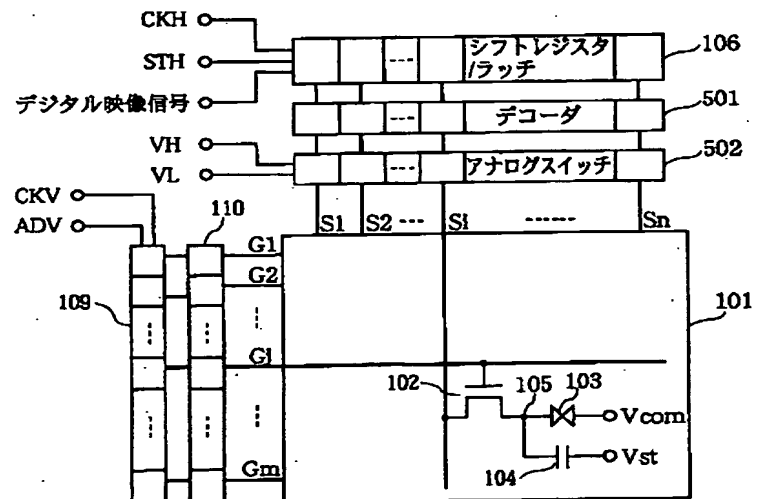 CKH
STH
デジタル映像信号
シフトレジスタ
/ラッチ
106
デコーダ
501
VH
VL
アナログスイッチ
502
CKV
ADV
110
S1 S2 Si Sn
G1
G2
109
101
Gi
102
105
103
Vcom
Vst
104
Gm